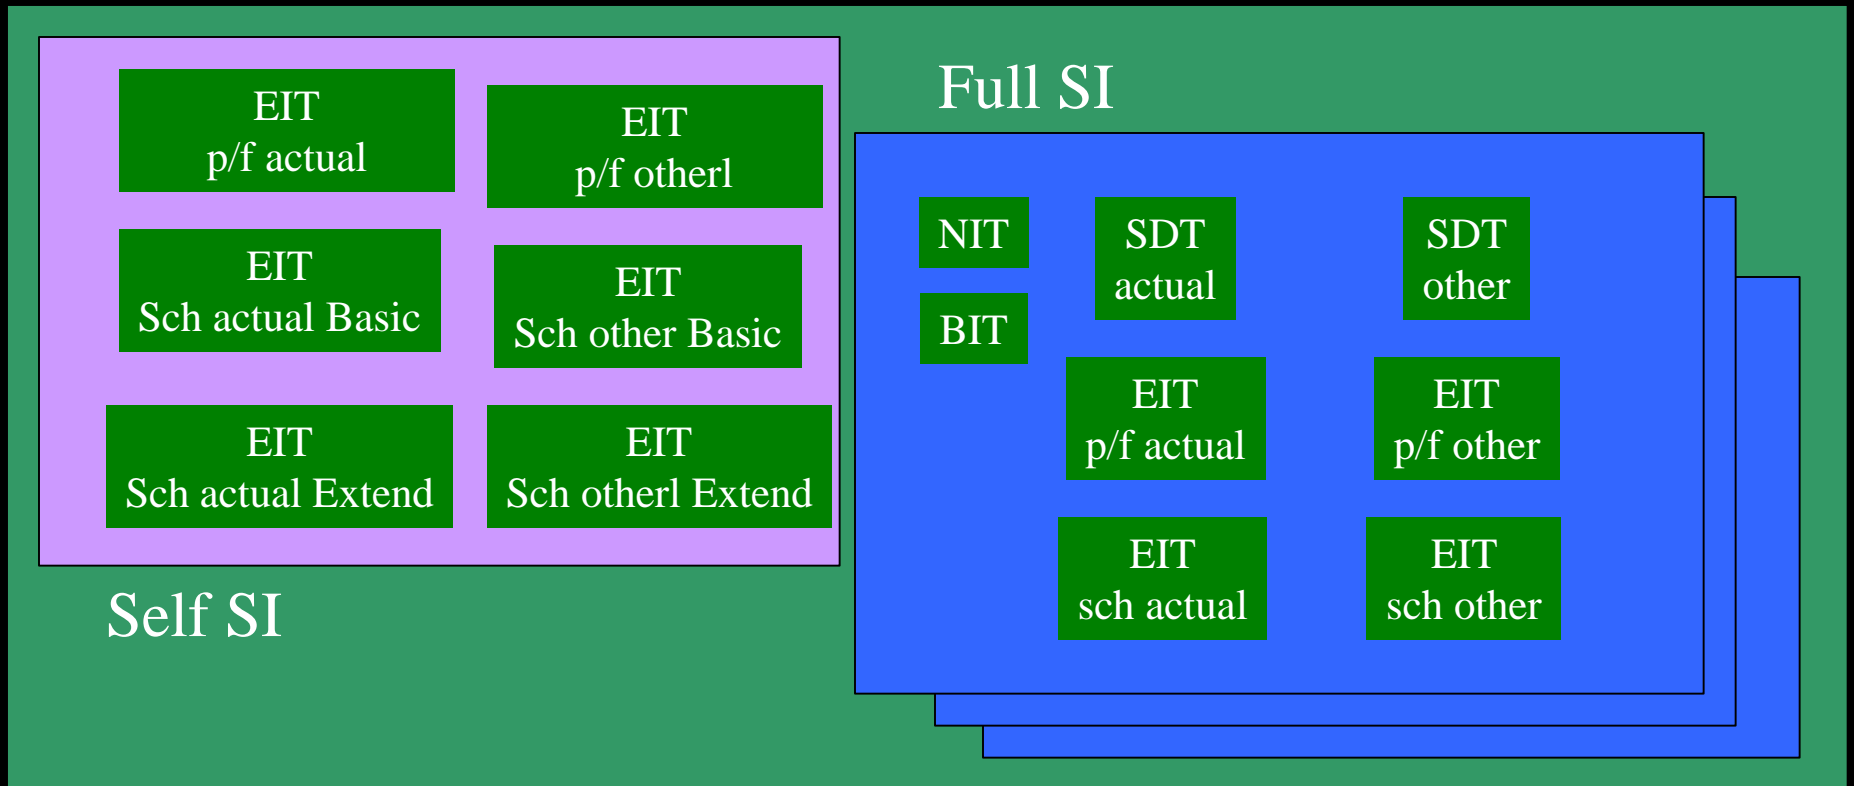 EIT
p/f actual
EIT
p/f otherl
EIT
Sch actual Basic
EIT
Sch other Basic
EIT
Sch actual Extend
EIT
Sch otherl Extend
Self SI
Full SI
NIT
BIT
SDT
actual
SDT
other
EIT
p/f actual
EIT
p/f other
EIT
sch actual
EIT
sch other